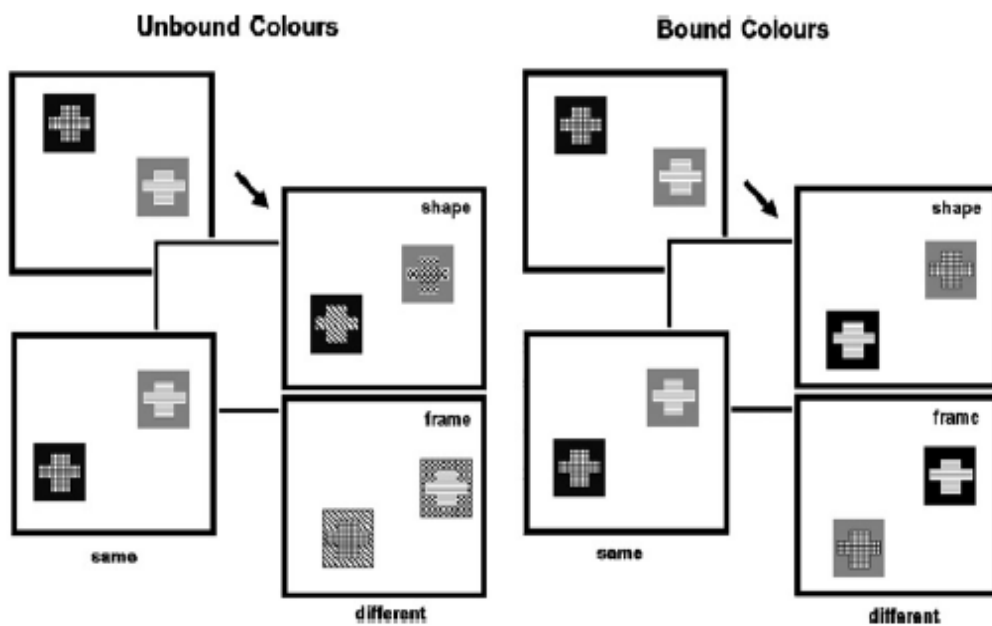 Unbound Colours
Bound Colours
shape
shape
frame
frame
same
same
different
different